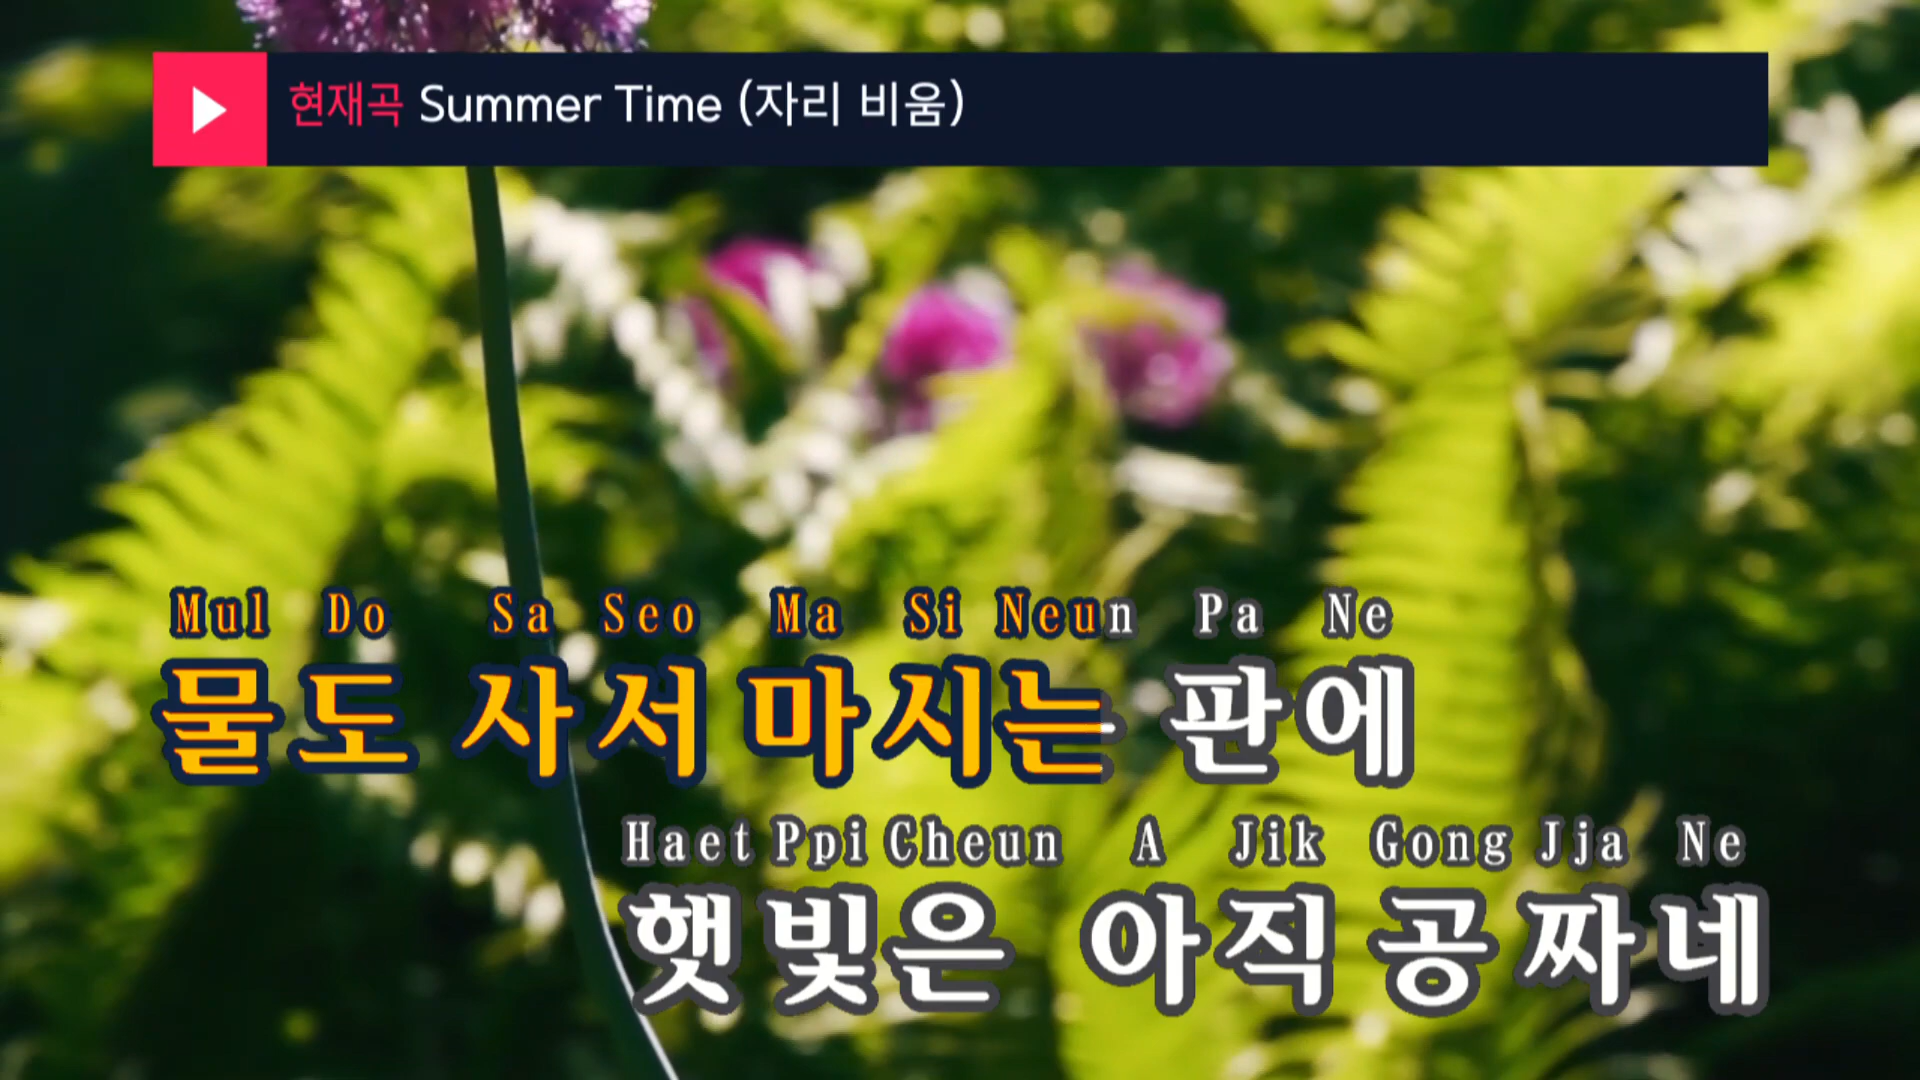 현재곡 Summer Time (자리 비움)
Mul Do Sa Seo Ma Si Neun Pa Ne
물도 사서 마시는 판에
Haet Ppi Cheun A Jik Gong Jja Ne
햇빛은 아직 공짜네